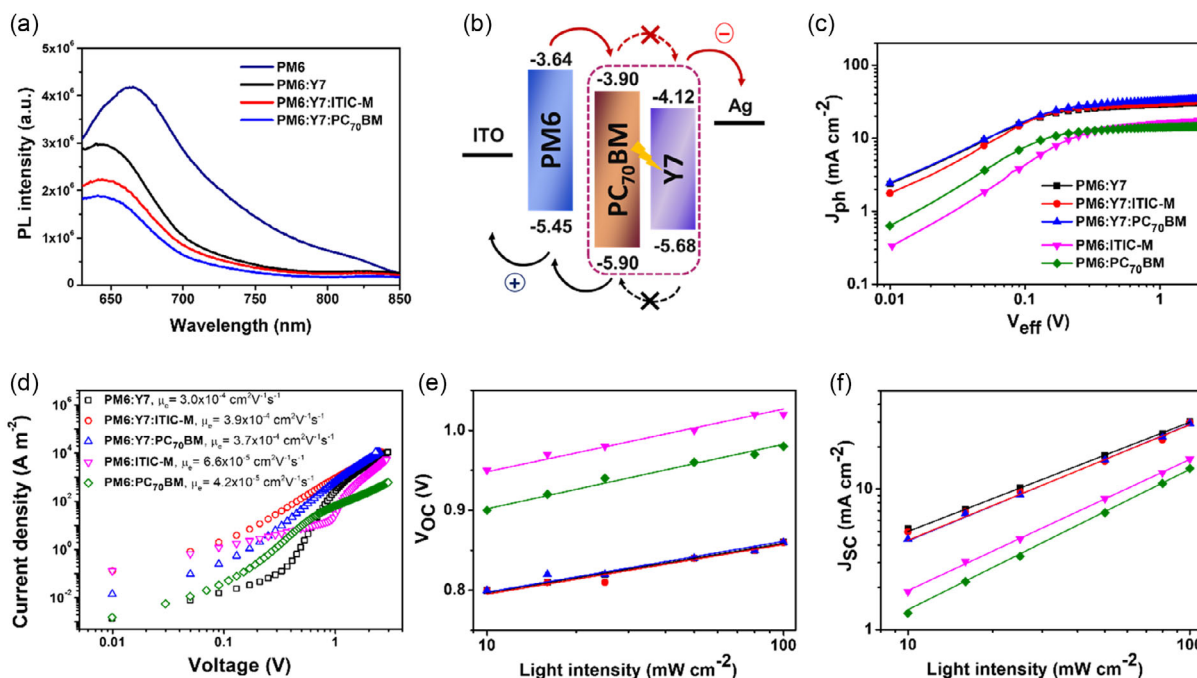 (a)
5x10⁶
4x10⁶
3x10⁶
2x10⁶
1x10⁶
0
PL intensity (a.u.)
PM6
PM6:Y7
PM6:Y7:ITIC-M
PM6:Y7:PC₇₀BM
650 700 750 800 850
Wavelength (nm)
(b)
-3.64
-3.90
-4.12
ITO
PM6
PC₇₀BM
Y7
Ag
-5.45
-5.90
-5.68
+
−
(c)
100
10
1
0.1
Jph (mA cm⁻²)
PM6:Y7
PM6:Y7:ITIC-M
PM6:Y7:PC₇₀BM
PM6:ITIC-M
PM6:PC₇₀BM
0.01 0.1 1
Veff (V)
(d)
10⁶
10⁴
10²
10⁰
10⁻²
Current density (A m⁻²)
PM6:Y7, μₑ= 3.0x10⁻⁴ cm²V⁻¹s⁻¹
PM6:Y7:ITIC-M, μₑ= 3.9x10⁻⁴ cm²V⁻¹s⁻¹
PM6:Y7:PC₇₀BM, μₑ= 3.7x10⁻⁴ cm²V⁻¹s⁻¹
PM6:ITIC-M, μₑ= 6.6x10⁻⁵ cm²V⁻¹s⁻¹
PM6:PC₇₀BM, μₑ= 4.2x10⁻⁵ cm²V⁻¹s⁻¹
0.01 0.1 1
Voltage (V)
(e)
1.0
0.9
0.8
VOC (V)
10 100
Light intensity (mW cm⁻²)
(f)
10
1
JSC (mA cm⁻²)
10 100
Light intensity (mW cm⁻²)